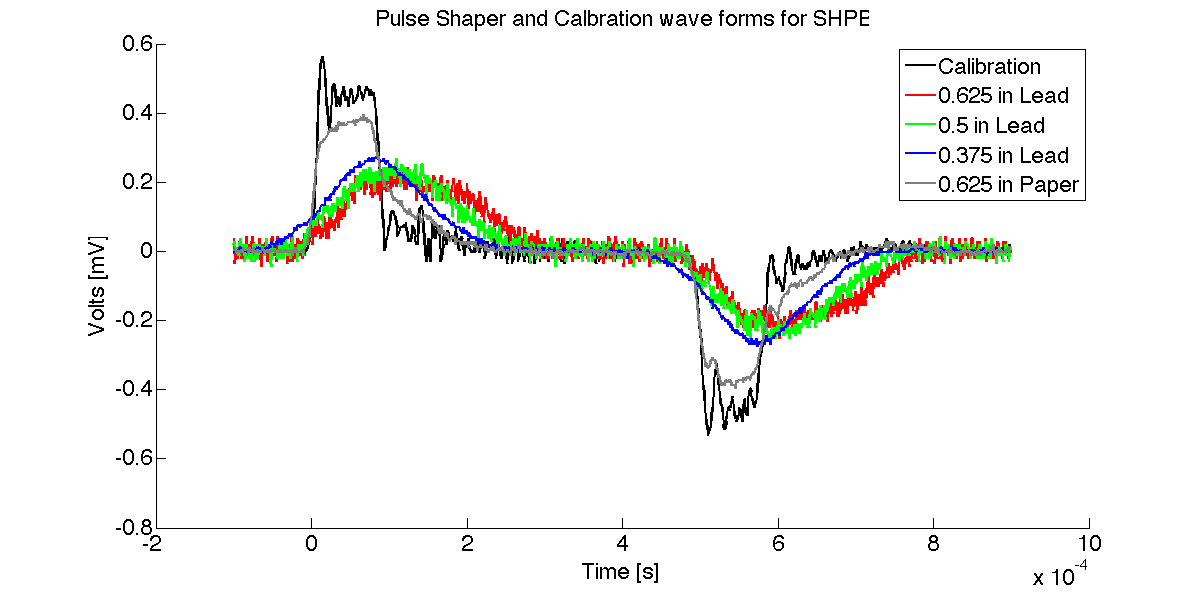 Pulse Shaper and Calbration wave forms for SHPE
0.6
0.4
0.2
0
-0.2
-0.4
-0.6
-0.8
Volts [mV]
-2
0
2
4
6
8
10
x 10-4
Time [s]
Calibration
0.625 in Lead
0.5 in Lead
0.375 in Lead
0.625 in Paper